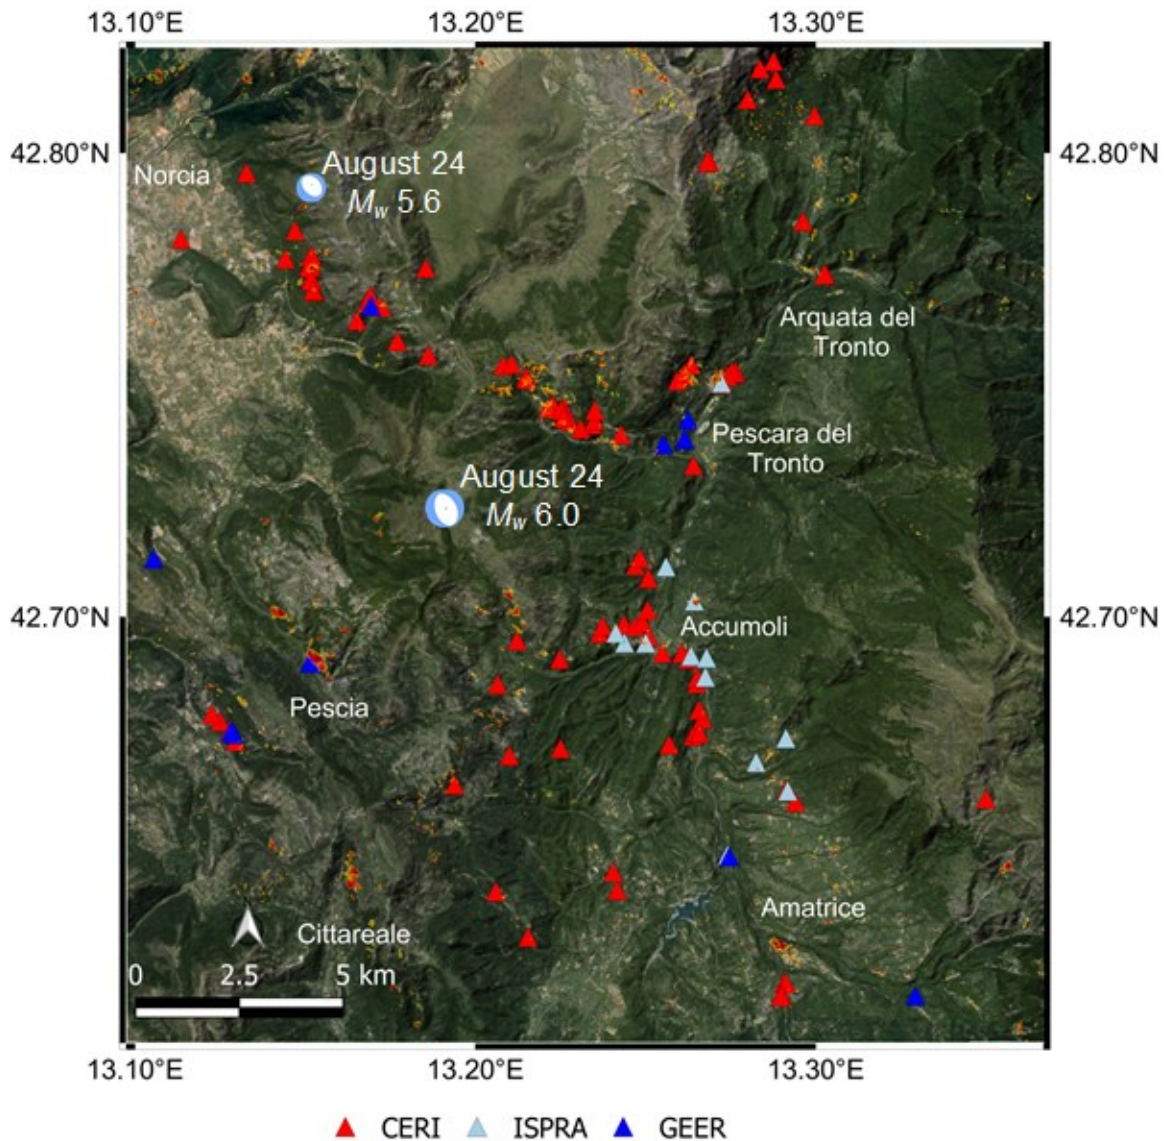 13.10°E 13.20°E 13.30°E
42.80°N 42.80°N
Norcia
August 24
Mw 5.6
Arquata del
Tronto
Pescara del
Tronto
August 24
Mw 6.0
42.70°N 42.70°N
Accumoli
Pescia
Amatrice
Cittareale
0 2.5 5 km
13.10°E 13.20°E 13.30°E
CERI ISPRA GEER